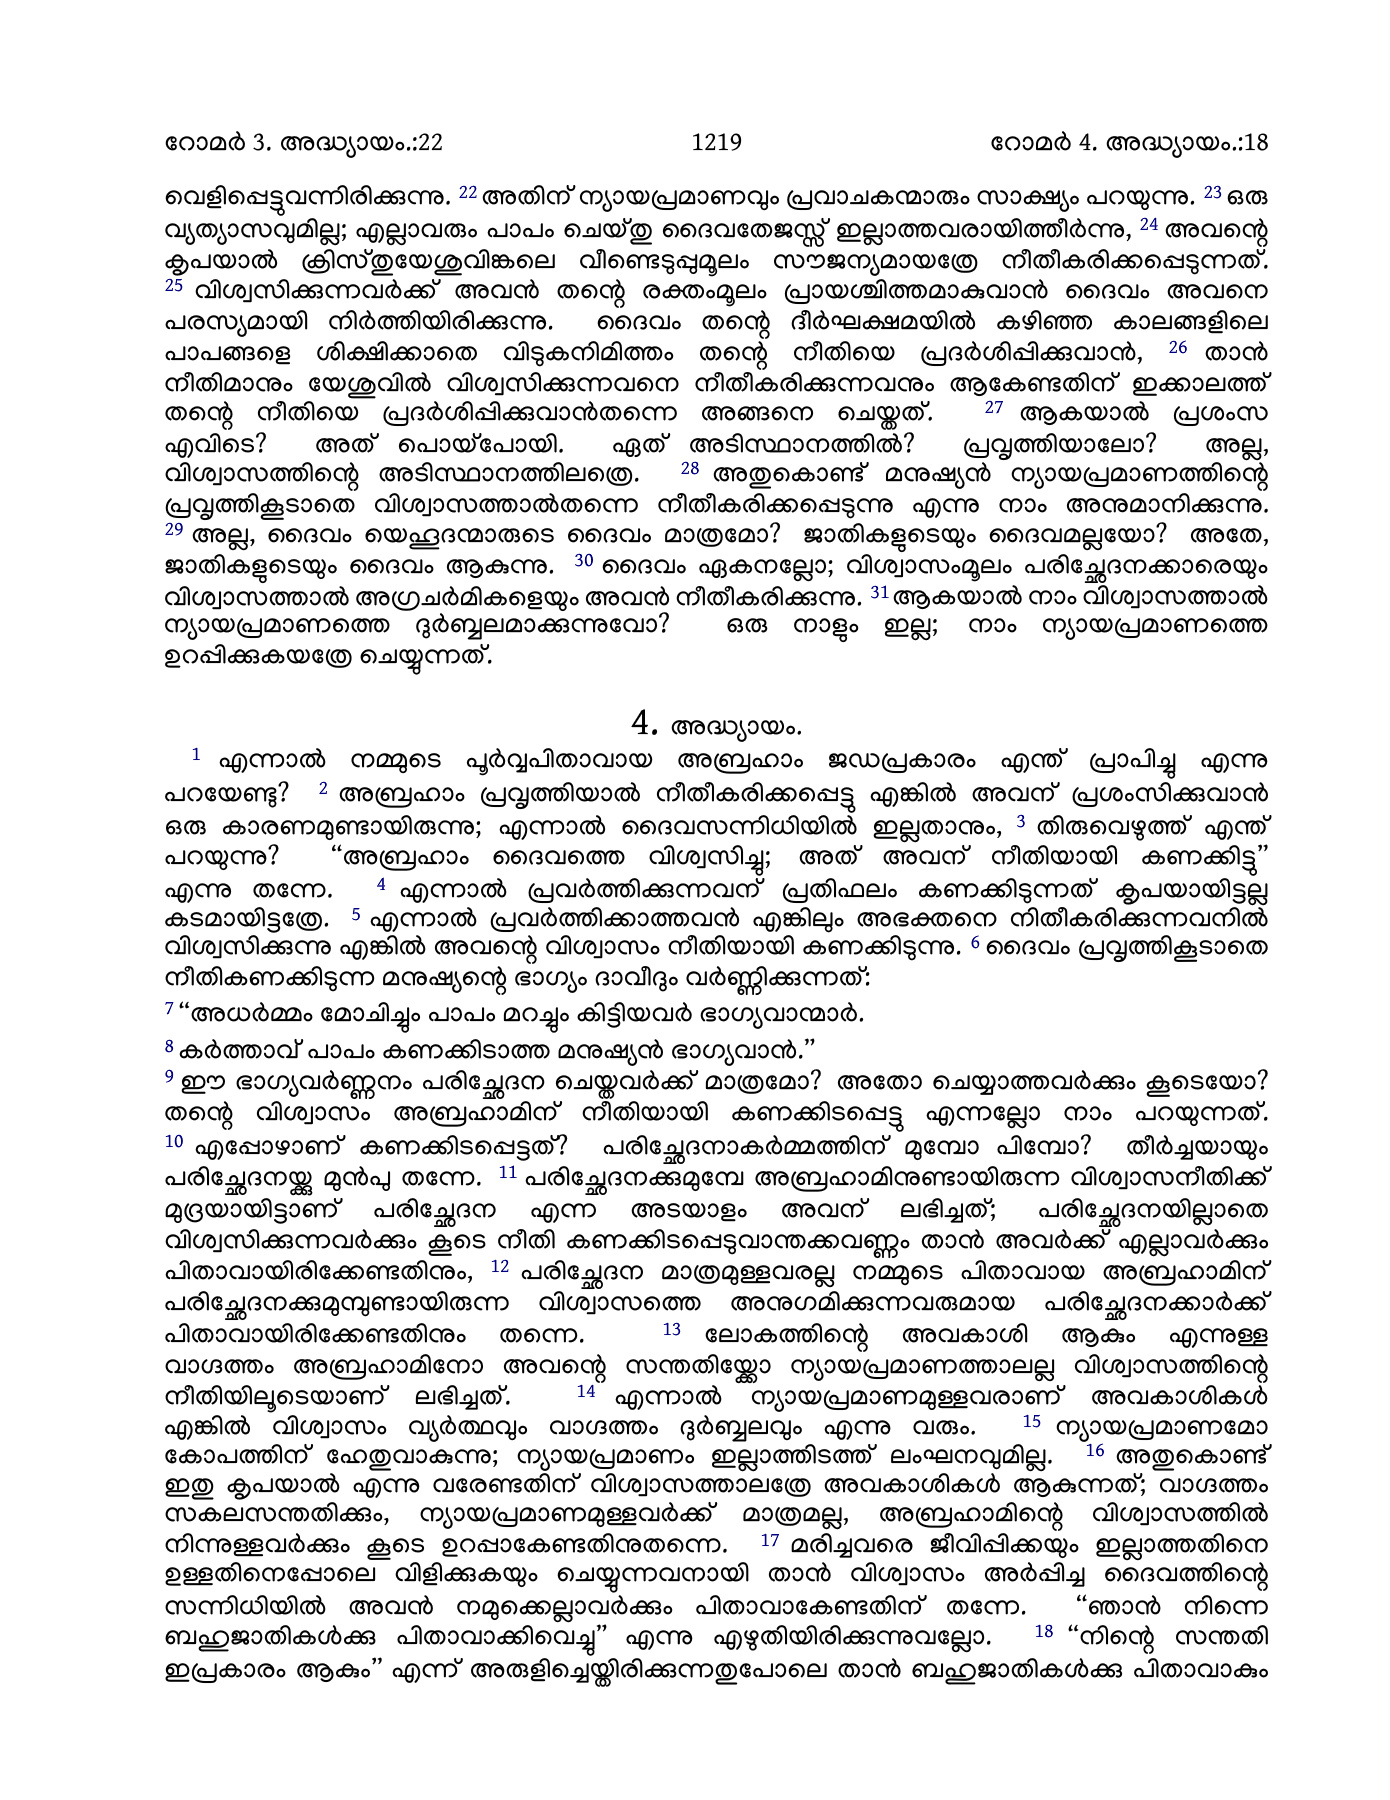 റോമർ 3. അദ്ധ്യായം.:22 1219 റോമർ 4. അദ്ധ്യായം.:18
വെളിപ്പെട്ടുവന്നിരിക്കുന്നു. 22 അതിന് ന്യായപ്രമാണവും പ്രവാചകന്മാരും സാക്ഷ്യം പറയുന്നു. 23 ഒരു
വ്യത്യാസവുമില്ല; എല്ലാവരും പാപം ചെയ്തു ദൈവതേജസ്സ് ഇല്ലാത്തവരായിത്തീർന്നു, 24 അവന്റെ
കൃപയാൽ ക്രിസ്തുയേശുവിങ്കലെ വീണ്ടെടുപ്പുമൂലം സൗജന്യമായത്രേ നീതീകരിക്കപ്പെടുന്നത്.
25 വിശ്വസിക്കുന്നവർക്ക് അവൻ തന്റെ രക്തംമൂലം പ്രായശ്ചിത്തമാകുവാൻ ദൈവം അവനെ
പരസ്യമായി നിർത്തിയിരിക്കുന്നു. ദൈവം തന്റെ ദീർഘക്ഷമയിൽ കഴിഞ്ഞ കാലങ്ങളിലെ
പാപങ്ങളെ ശിക്ഷിക്കാതെ വിടുകനിമിത്തം തന്റെ നീതിയെ പ്രദർശിപ്പിക്കുവാൻ, 26 താൻ
നീതിമാനും യേശുവിൽ വിശ്വസിക്കുന്നവനെ നീതീകരിക്കുന്നവനും ആകേണ്ടതിന് ഇക്കാലത്ത്
തന്റെ നീതിയെ പ്രദർശിപ്പിക്കുവാൻതന്നെ അങ്ങനെ ചെയ്തത്. 27 ആകയാൽ പ്രശംസ
എവിടെ? അത് പൊയ്പോയി. ഏത് അടിസ്ഥാനത്തിൽ? പ്രവൃത്തിയാലോ? അല്ല,
വിശ്വാസത്തിന്റെ അടിസ്ഥാനത്തിലത്രെ. 28 അതുകൊണ്ട് മനുഷ്യൻ ന്യായപ്രമാണത്തിന്റെ
പ്രവൃത്തികൂടാതെ വിശ്വാസത്താൽതന്നെ നീതീകരിക്കപ്പെടുന്നു എന്നു നാം അനുമാനിക്കുന്നു.
29 അല്ല, ദൈവം യെഹൂദന്മാരുടെ ദൈവം മാത്രമോ? ജാതികളുടെയും ദൈവമല്ലയോ? അതേ,
ജാതികളുടെയും ദൈവം ആകുന്നു. 30 ദൈവം ഏകനല്ലോ; വിശ്വാസംമൂലം പരിച്ഛേദനക്കാരെയും
വിശ്വാസത്താൽ അഗ്രചർമികളെയും അവൻ നീതീകരിക്കുന്നു. 31 ആകയാൽ നാം വിശ്വാസത്താൽ
ന്യായപ്രമാണത്തെ ദുർബ്ബലമാക്കുന്നുവോ? ഒരു നാളും ഇല്ല; നാം ന്യായപ്രമാണത്തെ
ഉറപ്പിക്കുകയത്രേ ചെയ്യുന്നത്.
4. അദ്ധ്യായം.
1 എന്നാൽ നമ്മുടെ പൂർവ്വപിതാവായ അബ്രഹാം ജഡപ്രകാരം എന്ത് പ്രാപിച്ചു എന്നു
പറയേണ്ടു? 2 അബ്രഹാം പ്രവൃത്തിയാൽ നീതീകരിക്കപ്പെട്ടു എങ്കിൽ അവന് പ്രശംസിക്കുവാൻ
ഒരു കാരണമുണ്ടായിരുന്നു; എന്നാൽ ദൈവസന്നിധിയിൽ ഇല്ലതാനും, 3 തിരുവെഴുത്ത് എന്ത്
പറയുന്നു? “അബ്രഹാം ദൈവത്തെ വിശ്വസിച്ചു; അത് അവന് നീതിയായി കണക്കിട്ടു”
എന്നു തന്നേ. 4 എന്നാൽ പ്രവർത്തിക്കുന്നവന് പ്രതിഫലം കണക്കിടുന്നത് കൃപയായിട്ടല്ല
കടമായിട്ടത്രേ. 5 എന്നാൽ പ്രവർത്തിക്കാത്തവൻ എങ്കിലും അഭക്തനെ നിതീകരിക്കുന്നവനിൽ
വിശ്വസിക്കുന്നു എങ്കിൽ അവന്റെ വിശ്വാസം നീതിയായി കണക്കിടുന്നു. 6 ദൈവം പ്രവൃത്തികൂടാതെ
നീതികണക്കിടുന്ന മനുഷ്യന്റെ ഭാഗ്യം ദാവീദും വർണ്ണിക്കുന്നത്:
7 “അധർമ്മം മോചിച്ചും പാപം മറച്ചും കിട്ടിയവർ ഭാഗ്യവാന്മാർ.
8 കർത്താവ് പാപം കണക്കിടാത്ത മനുഷ്യൻ ഭാഗ്യവാൻ.”
9 ഈ ഭാഗ്യവർണ്ണനം പരിച്ഛേദന ചെയ്തവർക്ക് മാത്രമോ? അതോ ചെയ്യാത്തവർക്കും കൂടെയോ?
തന്റെ വിശ്വാസം അബ്രഹാമിന് നീതിയായി കണക്കിടപ്പെട്ടു എന്നല്ലോ നാം പറയുന്നത്.
10 എപ്പോഴാണ് കണക്കിടപ്പെട്ടത്? പരിച്ഛേദനാകർമ്മത്തിന് മുമ്പോ പിമ്പോ? തീർച്ചയായും
പരിച്ഛേദനയ്ക്കു മുൻപു തന്നേ. 11 പരിച്ഛേദനക്കുമുമ്പേ അബ്രഹാമിനുണ്ടായിരുന്ന വിശ്വാസനീതിക്ക്
മുദ്രയായിട്ടാണ് പരിച്ഛേദന എന്ന അടയാളം അവന് ലഭിച്ചത്; പരിച്ഛേദനയില്ലാതെ
വിശ്വസിക്കുന്നവർക്കും കൂടെ നീതി കണക്കിടപ്പെടുവാന്തക്കവണ്ണം താൻ അവർക്ക് എല്ലാവർക്കും
പിതാവായിരിക്കേണ്ടതിനും, 12 പരിച്ഛേദന മാത്രമുള്ളവരല്ല നമ്മുടെ പിതാവായ അബ്രഹാമിന്
പരിച്ഛേദനക്കുമുമ്പുണ്ടായിരുന്ന വിശ്വാസത്തെ അനുഗമിക്കുന്നവരുമായ പരിച്ഛേദനക്കാർക്ക്
പിതാവായിരിക്കേണ്ടതിനും തന്നെ. 13 ലോകത്തിന്റെ അവകാശി ആകും എന്നുള്ള
വാഗ്ദത്തം അബ്രഹാമിനോ അവന്റെ സന്തതിയ്ക്കോ ന്യായപ്രമാണത്താലല്ല വിശ്വാസത്തിന്റെ
നീതിയിലൂടെയാണ് ലഭിച്ചത്. 14 എന്നാൽ ന്യായപ്രമാണമുള്ളവരാണ് അവകാശികൾ
എങ്കിൽ വിശ്വാസം വ്യർത്ഥവും വാഗ്ദത്തം ദുർബ്ബലവും എന്നു വരും. 15 ന്യായപ്രമാണമോ
കോപത്തിന് ഹേതുവാകുന്നു; ന്യായപ്രമാണം ഇല്ലാത്തിടത്ത് ലംഘനവുമില്ല. 16 അതുകൊണ്ട്
ഇതു കൃപയാൽ എന്നു വരേണ്ടതിന് വിശ്വാസത്താലത്രേ അവകാശികൾ ആകുന്നത്; വാഗ്ദത്തം
സകലസന്തതിക്കും, ന്യായപ്രമാണമുള്ളവർക്ക് മാത്രമല്ല, അബ്രഹാമിന്റെ വിശ്വാസത്തിൽ
നിന്നുള്ളവർക്കും കൂടെ ഉറപ്പാകേണ്ടതിനുതന്നെ. 17 മരിച്ചവരെ ജീവിപ്പിക്കയും ഇല്ലാത്തതിനെ
ഉള്ളതിനെപ്പോലെ വിളിക്കുകയും ചെയ്യുന്നവനായി താൻ വിശ്വാസം അർപ്പിച്ച ദൈവത്തിന്റെ
സന്നിധിയിൽ അവൻ നമുക്കെല്ലാവർക്കും പിതാവാകേണ്ടതിന് തന്നേ. “ഞാൻ നിന്നെ
ബഹുജാതികൾക്കു പിതാവാക്കിവെച്ചു” എന്നു എഴുതിയിരിക്കുന്നുവല്ലോ. 18 “നിന്റെ സന്തതി
ഇപ്രകാരം ആകും” എന്ന് അരുളിച്ചെയ്തിരിക്കുന്നതുപോലെ താൻ ബഹുജാതികൾക്കു പിതാവാകും